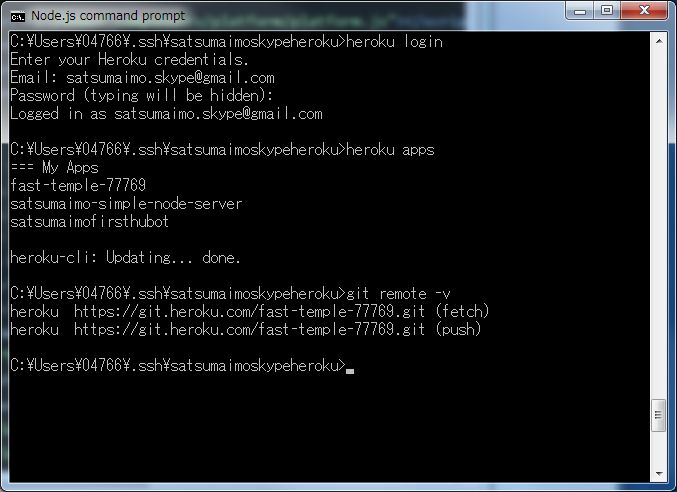 Node.js command prompt
C:¥Users¥04766¥.ssh¥satsumaimoskypeheroku>heroku login
Enter your Heroku credentials.
Email: satsumaimo.skype@gmail.com
Password (typing will be hidden):
Logged in as satsumaimo.skype@gmail.com
C:¥Users¥04766¥.ssh¥satsumaimoskypeheroku>heroku apps
=== My Apps
fast-temple-77769
satsumaimo-simple-node-server
satsumaimofirsthubot
heroku-cli: Updating... done.
C:¥Users¥04766¥.ssh¥satsumaimoskypeheroku>git remote -v
heroku  https://git.heroku.com/fast-temple-77769.git (fetch)
heroku  https://git.heroku.com/fast-temple-77769.git (push)
C:¥Users¥04766¥.ssh¥satsumaimoskypeheroku>